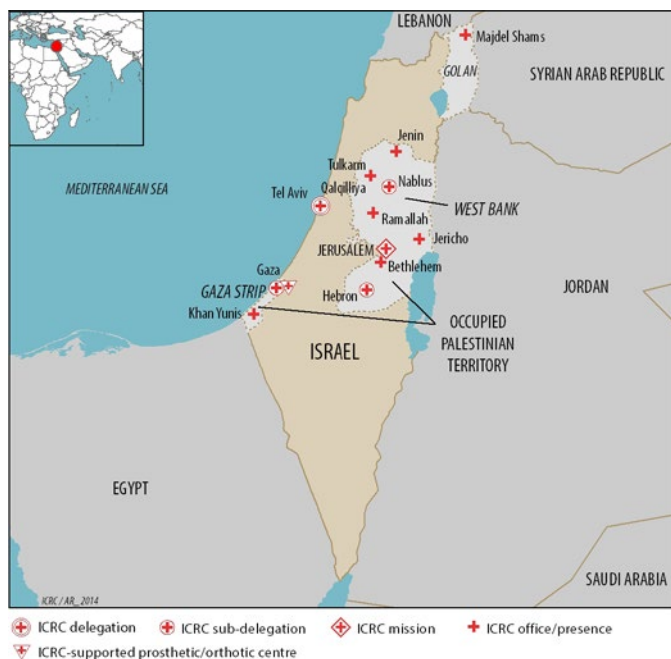 LEBANON
Majdel Shams
GOLAN
SYRIAN ARAB REPUBLIC
Jenin
Tulkarm
MEDITERRANEAN SEA
Qalqilliya
Nablus
Tel Aviv
WEST BANK
Ramallah
Jericho
JERUSALEM
Bethlehem
Gaza
GAZA STRIP
Hebron
JORDAN
Khan Yunis
OCCUPIED
PALESTINIAN
TERRITORY
ISRAEL
EGYPT
SAUDI ARABIA
ICRC / AR_2014
ICRC delegation
ICRC sub-delegation
ICRC mission
ICRC office/presence
ICRC-supported prosthetic/orthotic centre